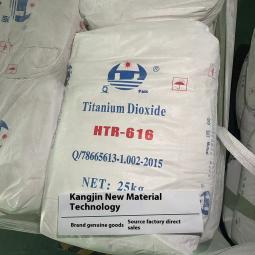 Titanium Dioxide
HTR-616
Q/78665613-1.002-2015
NET: 25kg
Kangjin New Material
Technology
Brand genuine goods
Source factory direct
sales